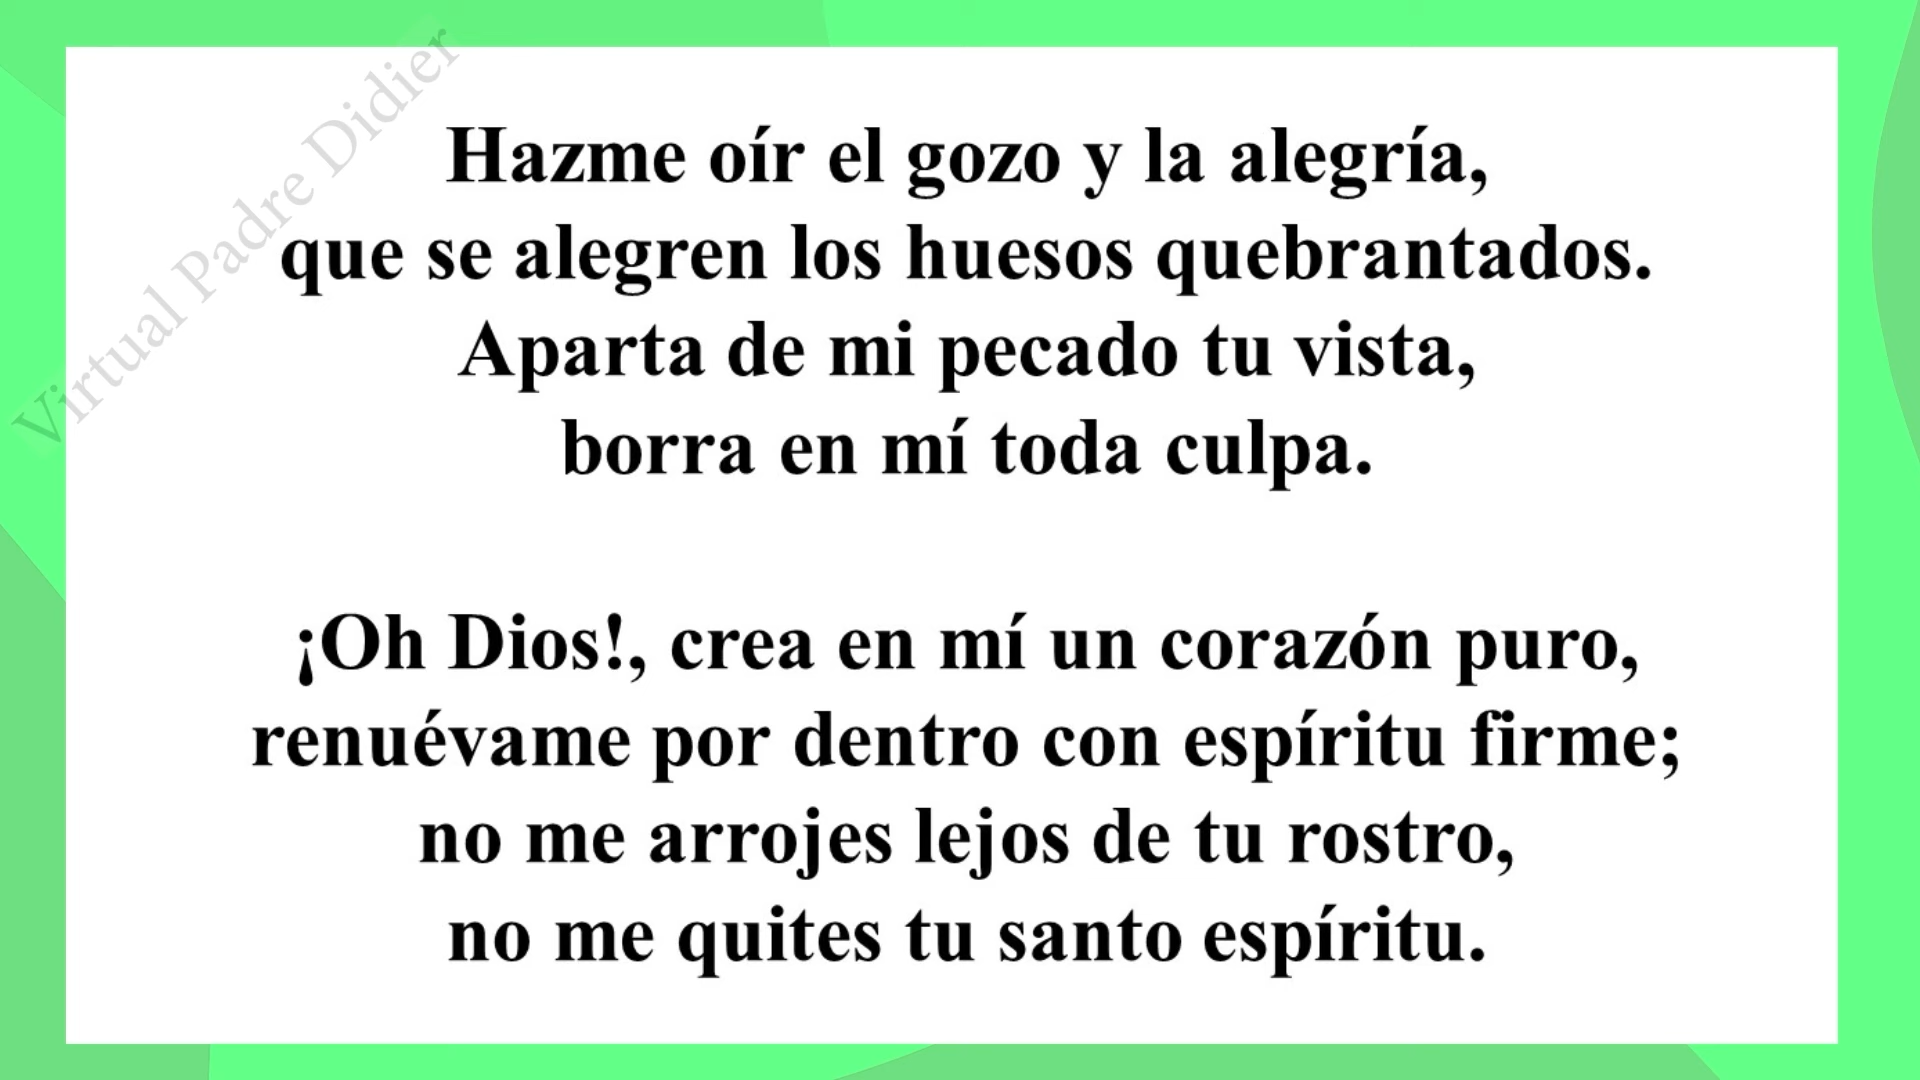 Virtual Padre Didier
Hazme oír el gozo y la alegría,
que se alegren los huesos quebrantados.
Aparta de mi pecado tu vista,
borra en mí toda culpa.
¡Oh Dios!, crea en mí un corazón puro,
renuévame por dentro con espíritu firme;
no me arrojes lejos de tu rostro,
no me quites tu santo espíritu.